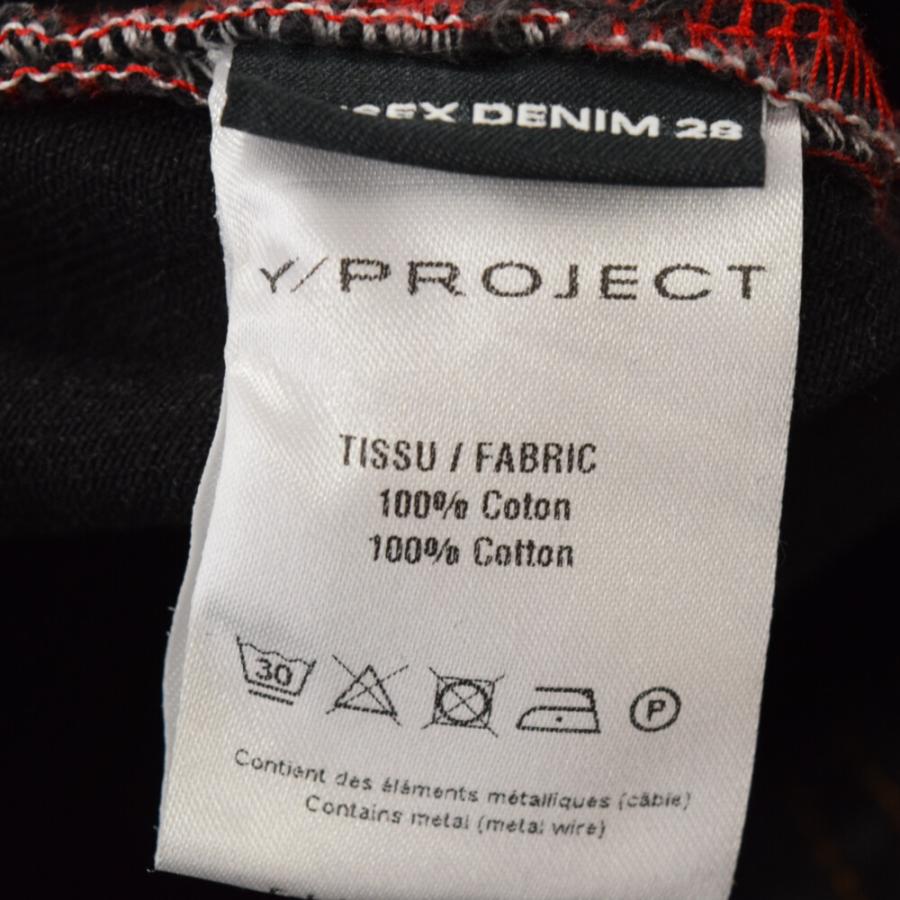 DENIM 28
Y/PROJECT
TISSU / FABRIC
100% Coton
100% Cotton
30
P
Contient des éléments métalliques (câble)
Contains metal (metal wire)